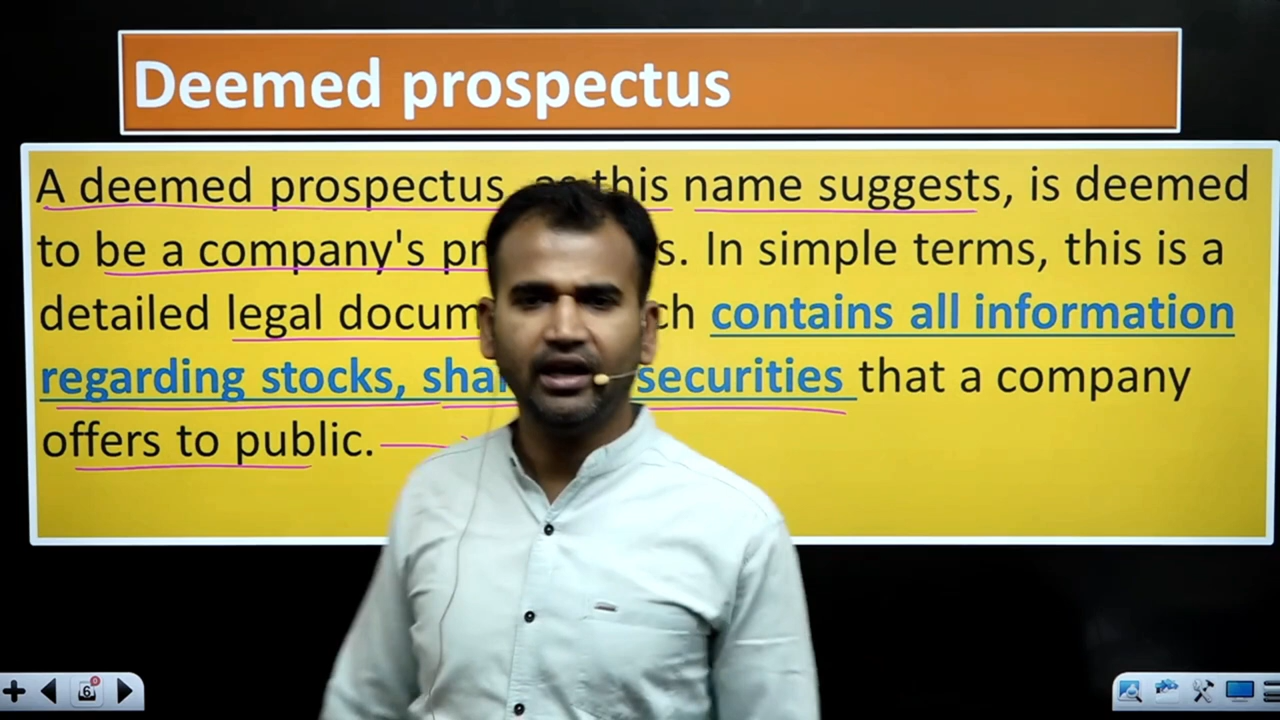 Deemed prospectus
A deemed prospectus, as this name suggests, is deemed
to be a company's pr s. In simple terms, this is a
detailed legal docum ch contains all information
regarding stocks, sha securities that a company
offers to public.
6